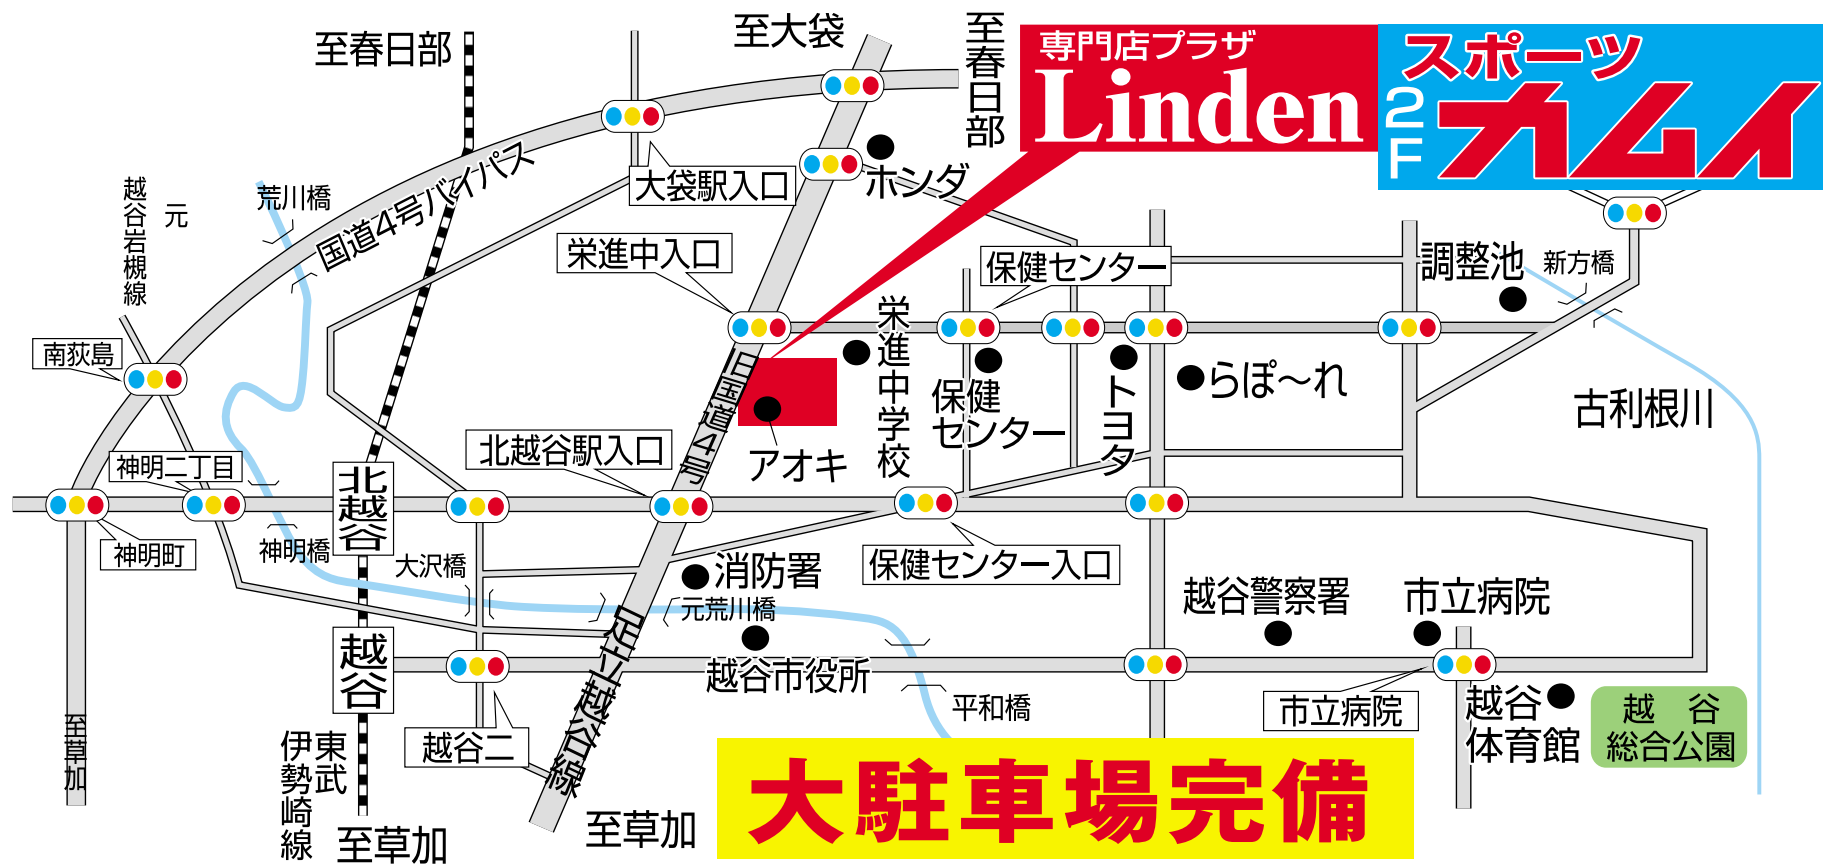 至春日部
至大袋
至春日部
専門店プラザ
Linden
スポーツ
2F
カムイ
ホンダ
大袋駅入口
国道4号バイパス
荒川橋
元
越谷岩槻線
栄進中入口
保健センター
調整池
新方橋
南荻島
栄進中学校
旧国道4号
保健
センター
トヨタ
らぽ〜れ
古利根川
アオキ
北越谷駅入口
神明二丁目
北越谷
神明町
神明橋
大沢橋
消防署
保健センター入口
元荒川橋
越谷警察署
市立病院
越谷
足立越谷線
越谷市役所
平和橋
市立病院
越谷
体育館
越 谷
総合公園
至草加
越谷二
東武
伊勢崎線
至草加
至草加
大駐車場完備